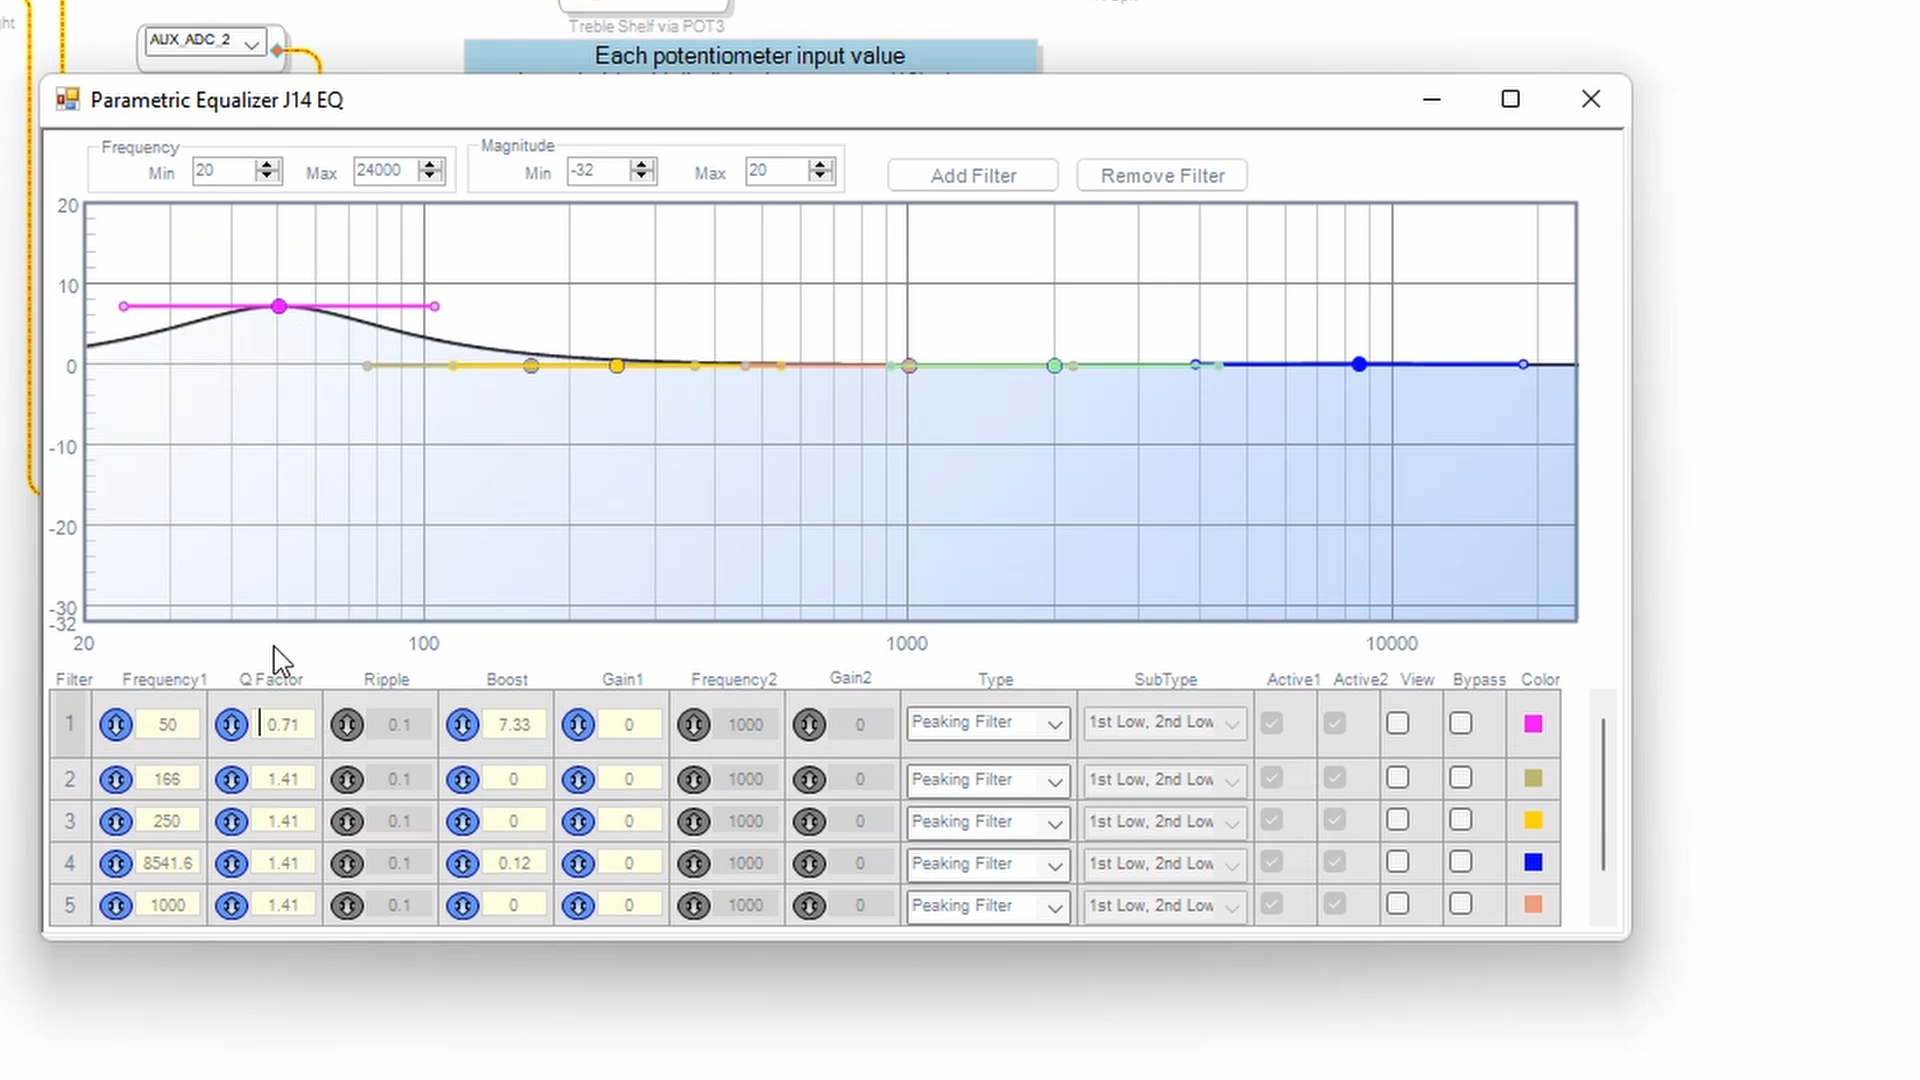 ght
AUX_ADC_2
Treble Shelf via POT3
Each potentiometer input value
Parametric Equalizer J14 EQ
Frequency
Min 20 Max 24000
Magnitude
Min -32 Max 20
Add Filter Remove Filter
20
10
0
-10
-20
-30
-32
20 100 1000 10000
Filter Frequency1 Q Factor Ripple Boost Gain1 Frequency2 Gain2 Type SubType Active1 Active2 View Bypass Color
1 50 0.71 0.1 7.33 0 1000 0 Peaking Filter 1st Low, 2nd Low
2 166 1.41 0.1 0 0 1000 0 Peaking Filter 1st Low, 2nd Low
3 250 1.41 0.1 0 0 1000 0 Peaking Filter 1st Low, 2nd Low
4 8541.6 1.41 0.1 0.12 0 1000 0 Peaking Filter 1st Low, 2nd Low
5 1000 1.41 0.1 0 0 1000 0 Peaking Filter 1st Low, 2nd Low